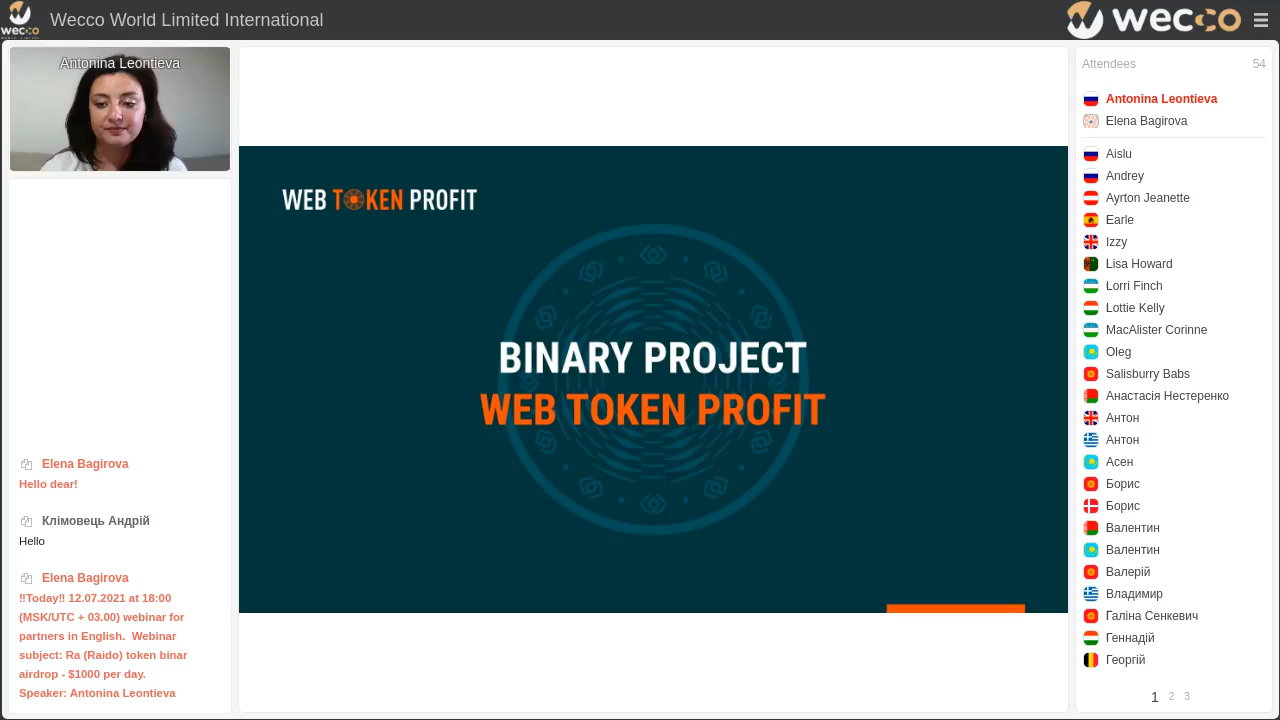 wecco
Wecco World Limited International
wecco
Antonina Leontieva
Elena Bagirova
Hello dear!
Клімовець Андрій
Hello
Elena Bagirova
!!Today!! 12.07.2021 at 18:00
(MSK/UTC + 03.00) webinar for
partners in English.  Webinar
subject: Ra (Raido) token binar
airdrop - $1000 per day.
Speaker: Antonina Leontieva
WEB TOKEN PROFIT
BINARY PROJECT
WEB TOKEN PROFIT
Attendees 54
Antonina Leontieva
Elena Bagirova
Aislu
Andrey
Ayrton Jeanette
Earle
Izzy
Lisa Howard
Lorri Finch
Lottie Kelly
MacAlister Corinne
Oleg
Salisburry Babs
Анастасія Нестеренко
Антон
Антон
Асен
Борис
Борис
Валентин
Валентин
Валерій
Владимир
Галіна Сенкевич
Геннадій
Георгій
1 2 3